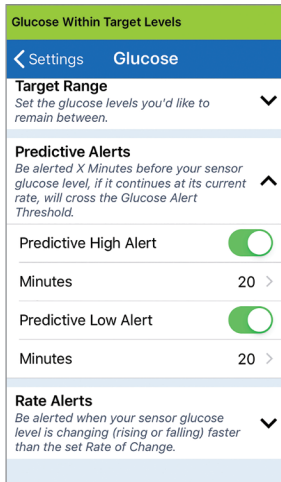 Glucose Within Target Levels
Settings
Glucose
Target Range
Set the glucose levels you'd like to
remain between.
Predictive Alerts
Be alerted X Minutes before your sensor
glucose level, if it continues at its current
rate, will cross the Glucose Alert
Threshold.
Predictive High Alert
Minutes 20
Predictive Low Alert
Minutes 20
Rate Alerts
Be alerted when your sensor glucose
level is changing (rising or falling) faster
than the set Rate of Change.